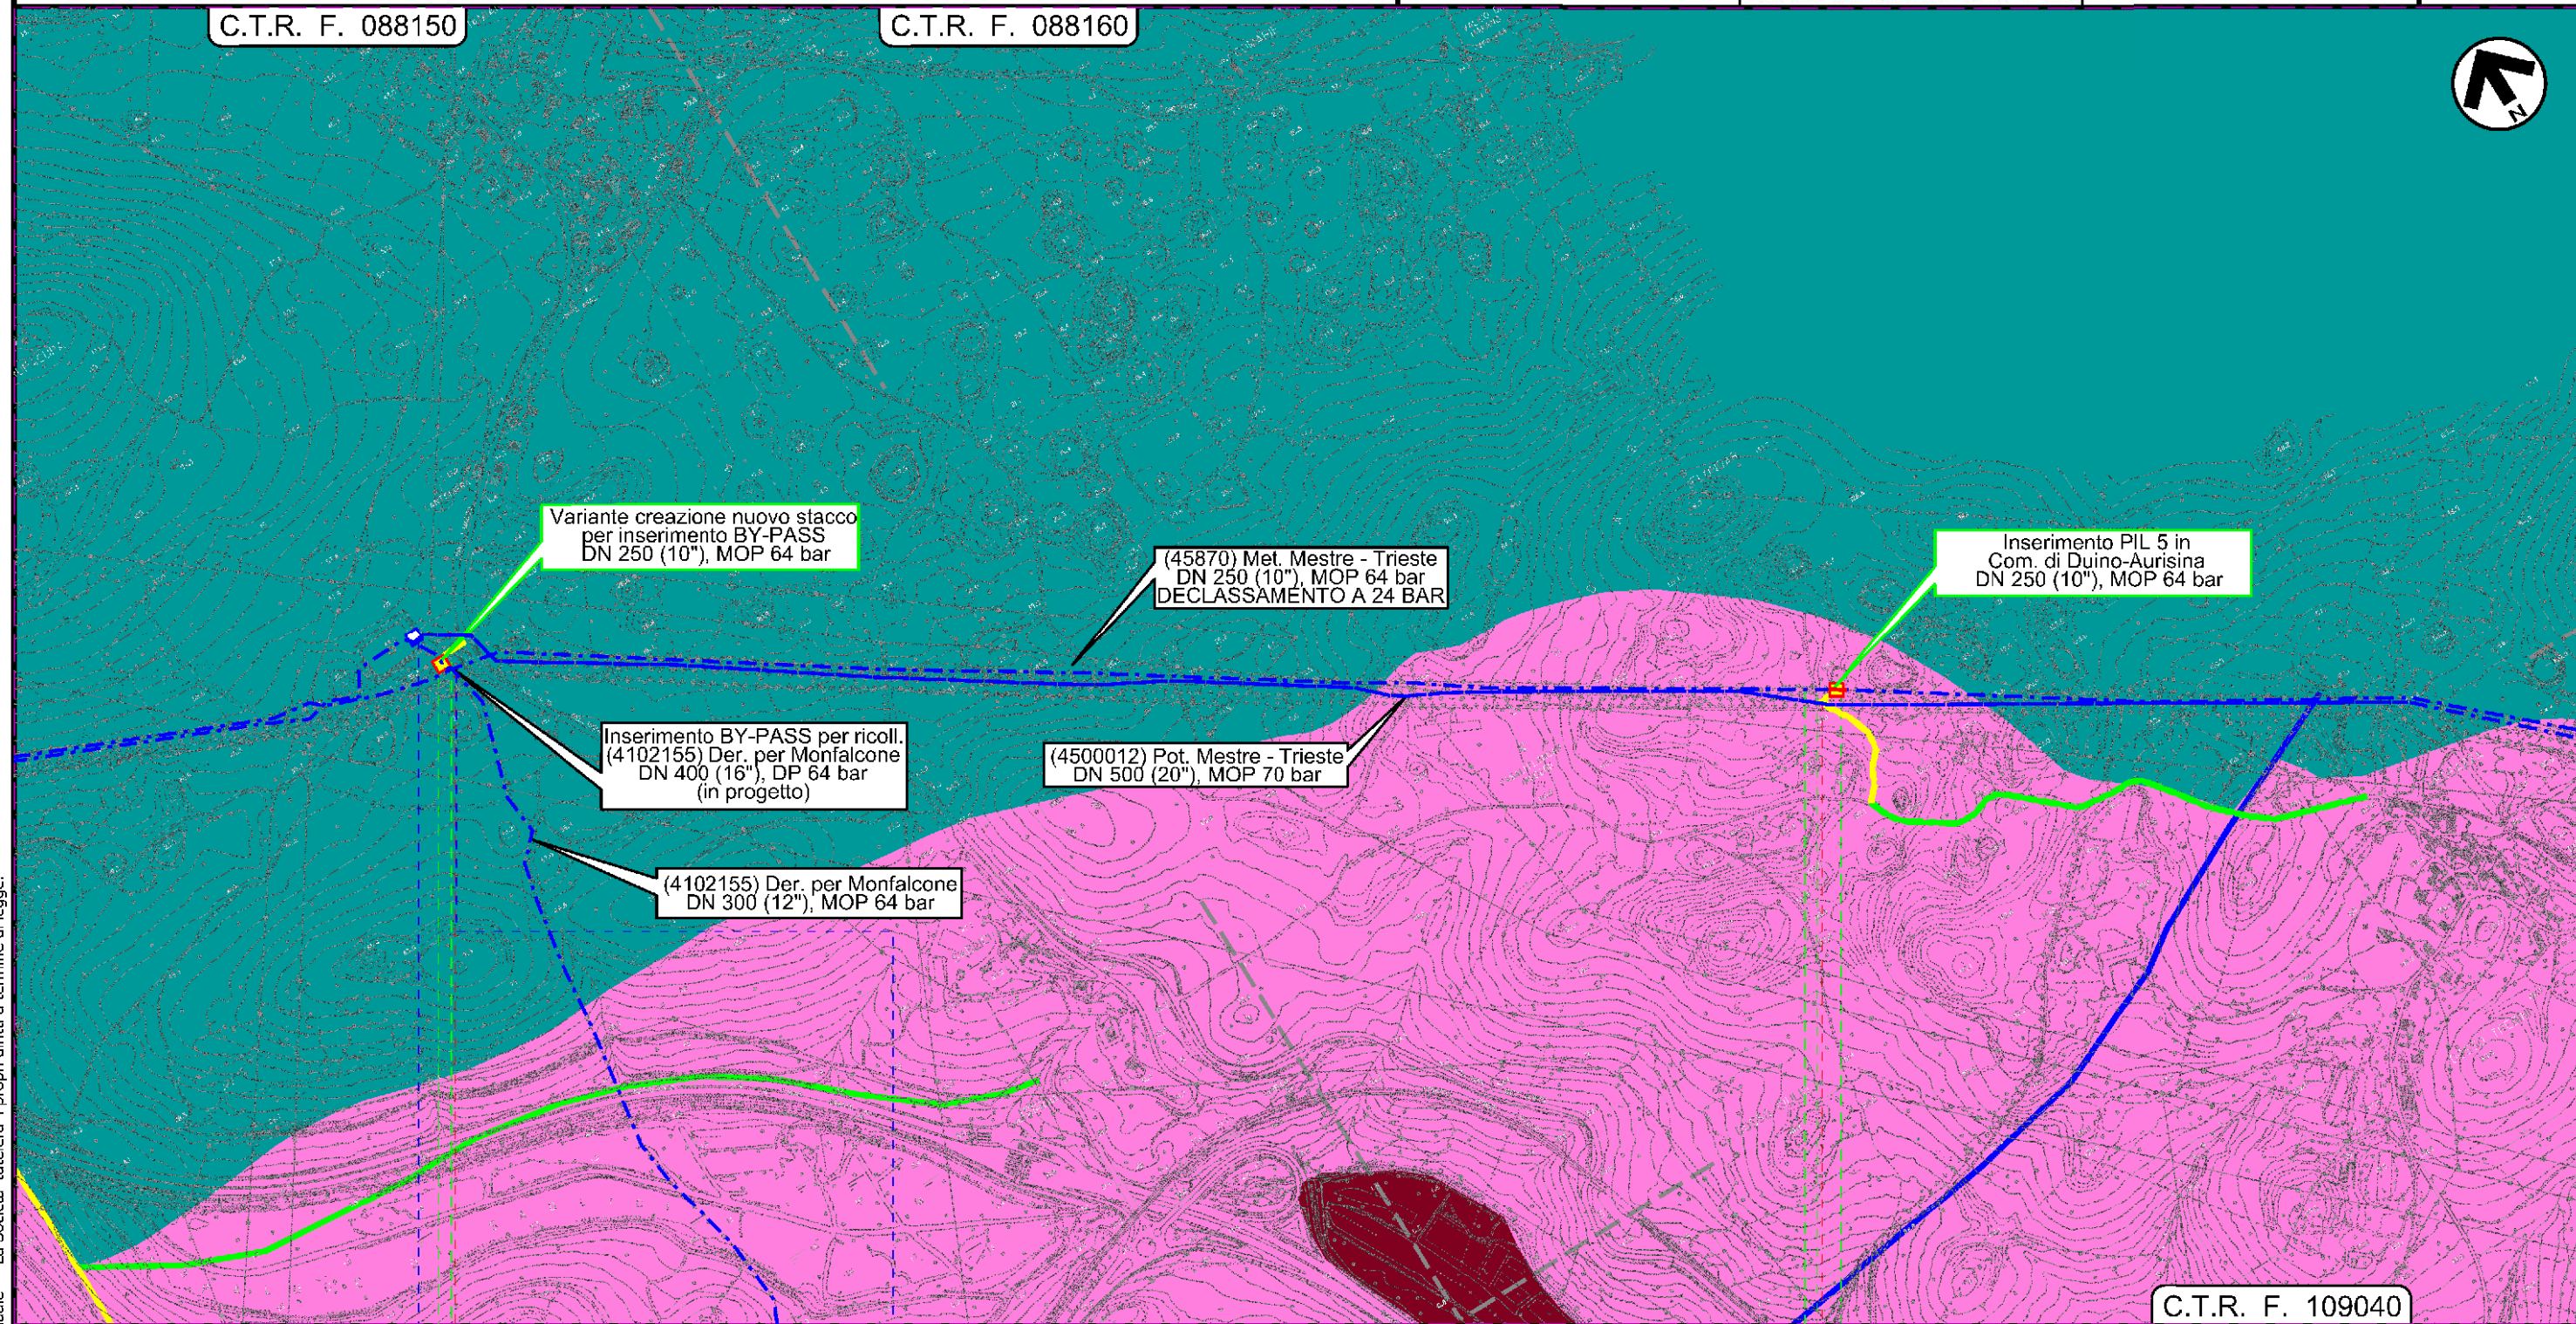 C.T.R. F. 088150
C.T.R. F. 088160
N
Variante creazione nuovo stacco
per inserimento BY-PASS
DN 250 (10"), MOP 64 bar
(45870) Met. Mestre - Trieste
DN 250 (10"), MOP 64 bar
DECLASSAMENTO A 24 BAR
Inserimento PIL 5 in
Com. di Duino-Aurisina
DN 250 (10"), MOP 64 bar
Inserimento BY-PASS per ricoll.
(4102155) Der. per Monfalcone
DN 400 (16"), DP 64 bar
(in progetto)
(4500012) Pot. Mestre - Trieste
DN 500 (20"), MOP 70 bar
(4102155) Der. per Monfalcone
DN 300 (12"), MOP 64 bar
C.T.R. F. 109040